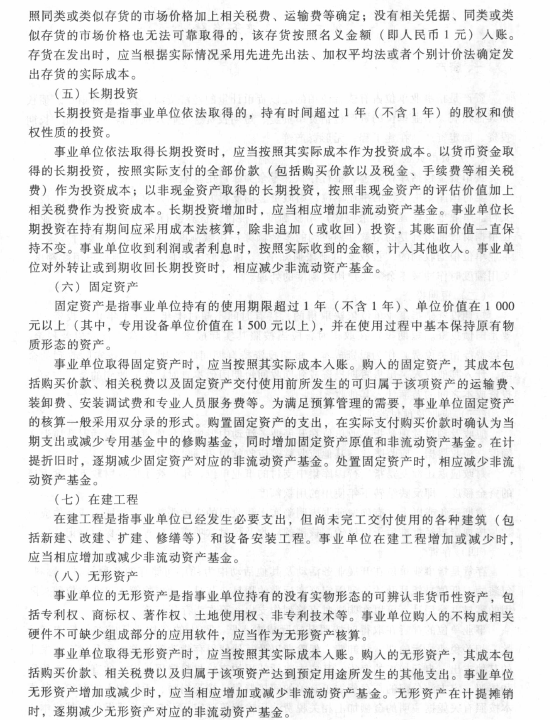 照同类或类似存货的市场价格加上相关税费、运输费等确定；没有相关凭据、同类或类
似存货的市场价格也无法可靠取得的，该存货按照名义金额（即人民币 1 元）入账。
存货在发出时，应当根据实际情况采用先进先出法、加权平均法或者个别计价法确定发
出存货的实际成本。
（五）长期投资
长期投资是指事业单位依法取得的，持有时间超过 1 年（不含 1 年）的股权和债
权性质的投资。
事业单位依法取得长期投资时，应当按照其实际成本作为投资成本。以货币资金取
得的长期投资，按照实际支付的全部价款（包括购买价款以及税金、手续费等相关税
费）作为投资成本；以非现金资产取得的长期投资，按照非现金资产的评估价值加上
相关税费作为投资成本。长期投资增加时，应当相应增加非流动资产基金。事业单位长
期投资在持有期间应采用成本法核算，除非追加（或收回）投资，其账面价值一直保
持不变。事业单位收到利润或者利息时，按照实际收到的金额，计入其他收入。事业单
位对外转让或到期收回长期投资时，相应减少非流动资产基金。
（六）固定资产
固定资产是指事业单位持有的使用期限超过 1 年（不含 1 年）、单位价值在 1 000
元以上（其中，专用设备单位价值在 1 500 元以上），并在使用过程中基本保持原有物
质形态的资产。
事业单位取得固定资产时，应当按照其实际成本入账。购入的固定资产，其成本包
括购买价款、相关税费以及固定资产交付使用前所发生的可归属于该项资产的运输费、
装卸费、安装调试费和专业人员服务费等。为满足预算管理的需要，事业单位固定资产
的核算一般采用双分录的形式。购置固定资产的支出，在实际支付购买价款时确认为当
期支出或减少专用基金中的修购基金，同时增加固定资产原值和非流动资产基金。在计
提折旧时，逐期减少固定资产对应的非流动资产基金。处置固定资产时，相应减少非流
动资产基金。
（七）在建工程
在建工程是指事业单位已经发生必要支出，但尚未完工交付使用的各种建筑（包
括新建、改建、扩建、修缮等）和设备安装工程。事业单位在建工程增加或减少时，
应当相应增加或减少非流动资产基金。
（八）无形资产
事业单位的无形资产是指事业单位持有的没有实物形态的可辨认非货币性资产，包
括专利权、商标权、著作权、土地使用权、非专利技术等。事业单位购入的不构成相关
硬件不可缺少组成部分的应用软件，应当作为无形资产核算。
事业单位取得无形资产时，应当按照其实际成本入账。购入的无形资产，其成本包
括购买价款、相关税费以及归属于该项资产达到预定用途所发生的其他支出。事业单位
无形资产增加或减少时，应当相应增加或减少非流动资产基金。无形资产在计提摊销
时，逐期减少无形资产对应的非流动资产基金。